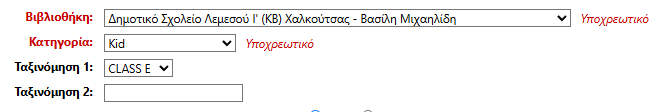 Βιβλιοθήκη: Δημοτικό Σχολείο Λεμεσού Ι' (ΚΒ) Χαλκούτσας - Βασίλη Μιχαηλίδη Υποχρεωτικό
Κατηγορία: Kid Υποχρεωτικό
Ταξινόμηση 1: CLASS E
Ταξινόμηση 2: